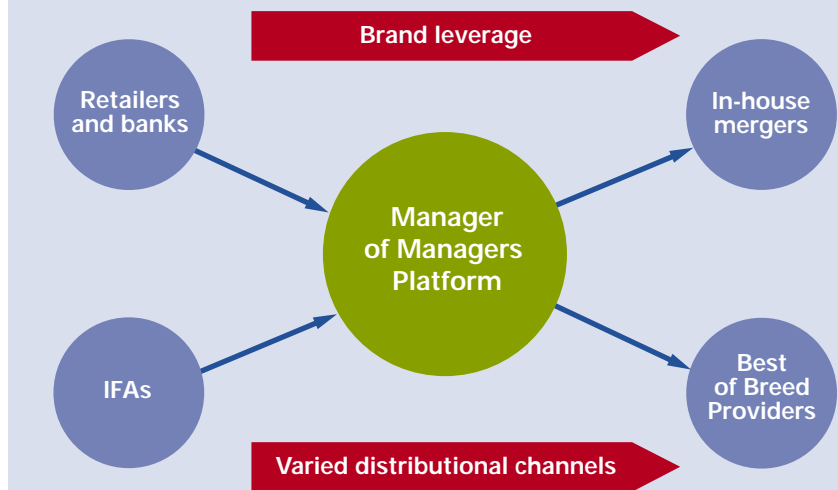 Brand leverage
Retailers
and banks
In-house
mergers
Manager
of Managers
Platform
IFAs
Best
of Breed
Providers
Varied distributional channels